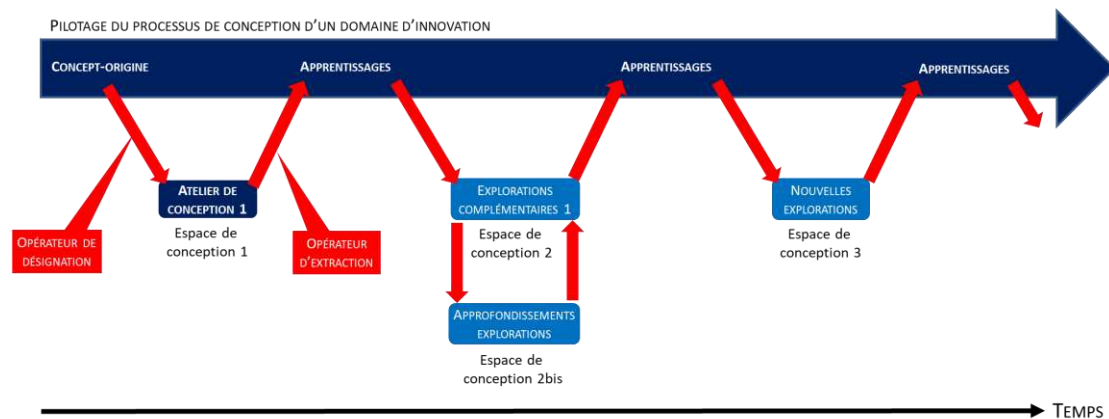 PILOTAGE DU PROCESSUS DE CONCEPTION D'UN DOMAINE D'INNOVATION
CONCEPT-ORIGINE
APPRENTISSAGES
APPRENTISSAGES
APPRENTISSAGES
ATELIER DE
CONCEPTION 1
Espace de
conception 1
OPÉRATEUR DE
DÉSIGNATION
OPÉRATEUR
D'EXTRACTION
EXPLORATIONS
COMPLÉMENTAIRES 1
Espace de
conception 2
APPROFONDISSEMENTS
EXPLORATIONS
Espace de
conception 2bis
NOUVELLES
EXPLORATIONS
Espace de
conception 3
TEMPS